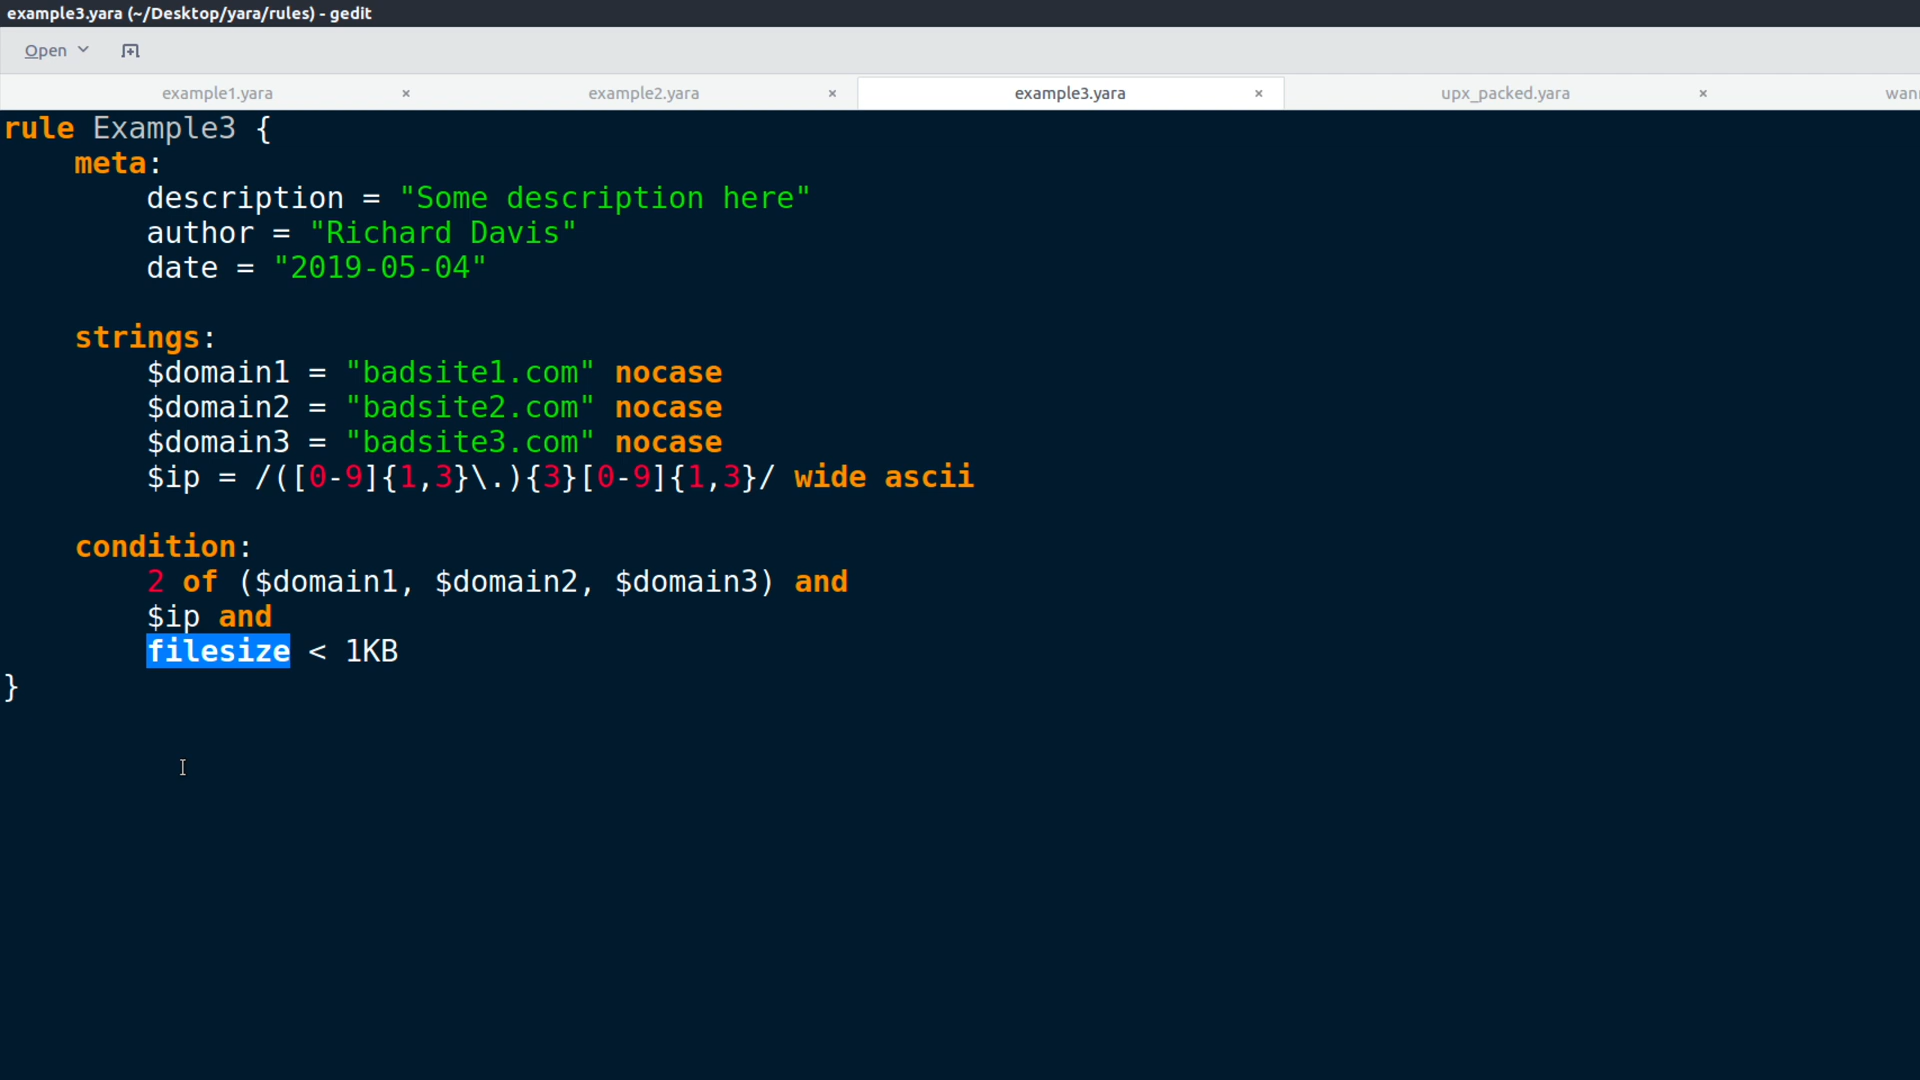 example3.yara (~/Desktop/yara/rules) - gedit
Open
example1.yara × example2.yara × example3.yara × upx_packed.yara ×
rule Example3 {
meta:
description = "Some description here"
author = "Richard Davis"
date = "2019-05-04"
strings:
$domain1 = "badsite1.com" nocase
$domain2 = "badsite2.com" nocase
$domain3 = "badsite3.com" nocase
$ip = /([0-9]{1,3}\.){3}[0-9]{1,3}/ wide ascii
condition:
2 of ($domain1, $domain2, $domain3) and
$ip and
filesize < 1KB
}